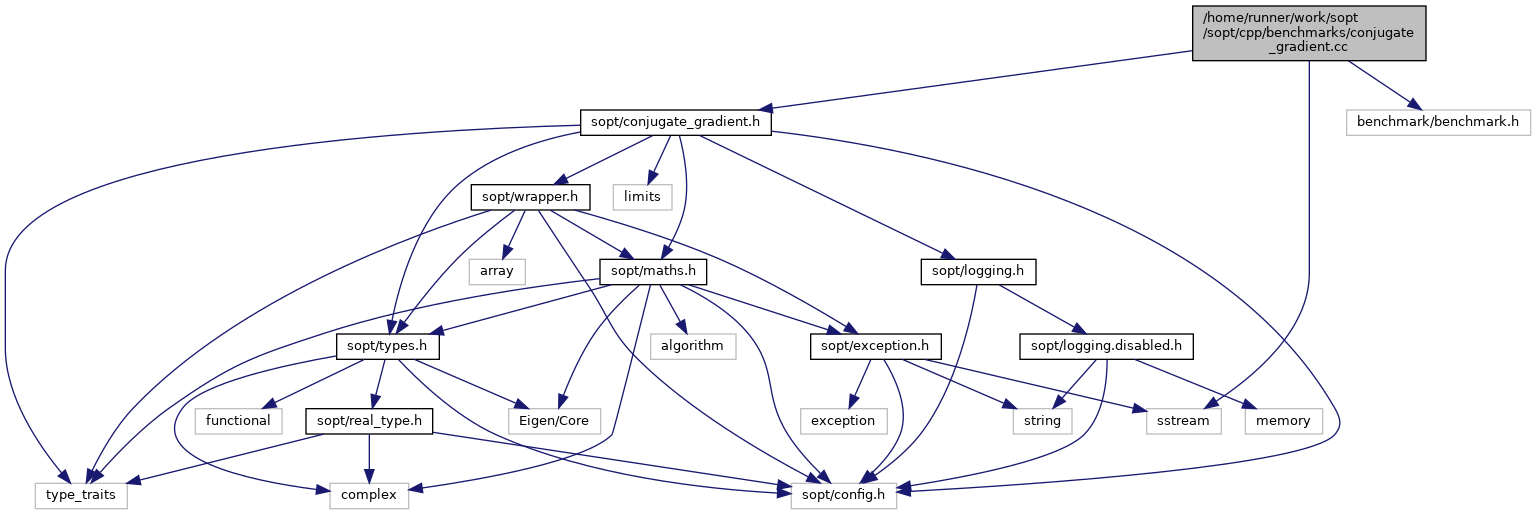 /home/runner/work/sopt
/sopt/cpp/benchmarks/conjugate
_gradient.cc
sopt/conjugate_gradient.h
benchmark/benchmark.h
sopt/wrapper.h
limits
array
sopt/maths.h
sopt/logging.h
sopt/types.h
algorithm
sopt/exception.h
sopt/logging.disabled.h
functional
sopt/real_type.h
Eigen/Core
exception
string
sstream
memory
type_traits
complex
sopt/config.h